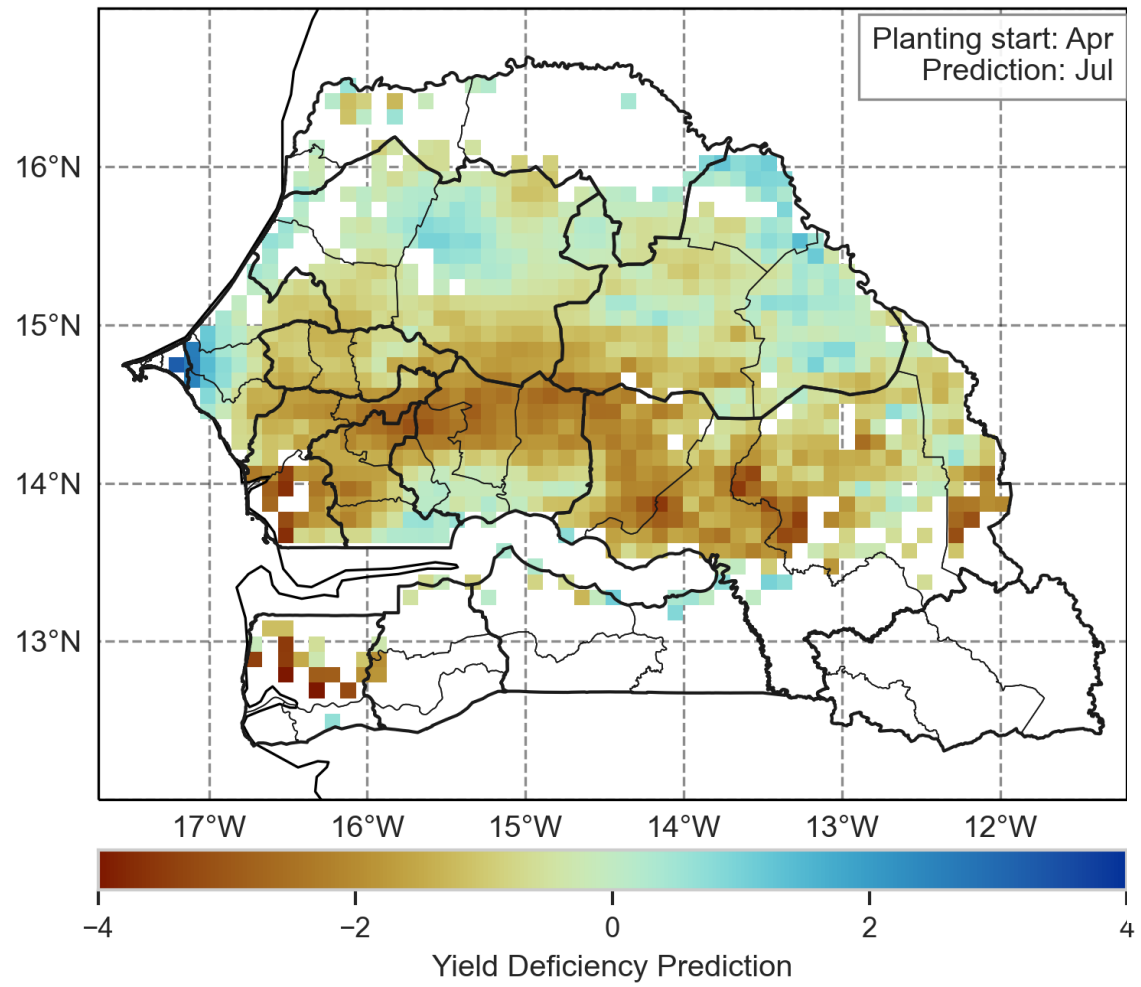 Planting start: Apr
Prediction: Jul
16°N
15°N
14°N
13°N
17°W
16°W
15°W
14°W
13°W
12°W
−4
−2
0
2
4
Yield Deficiency Prediction